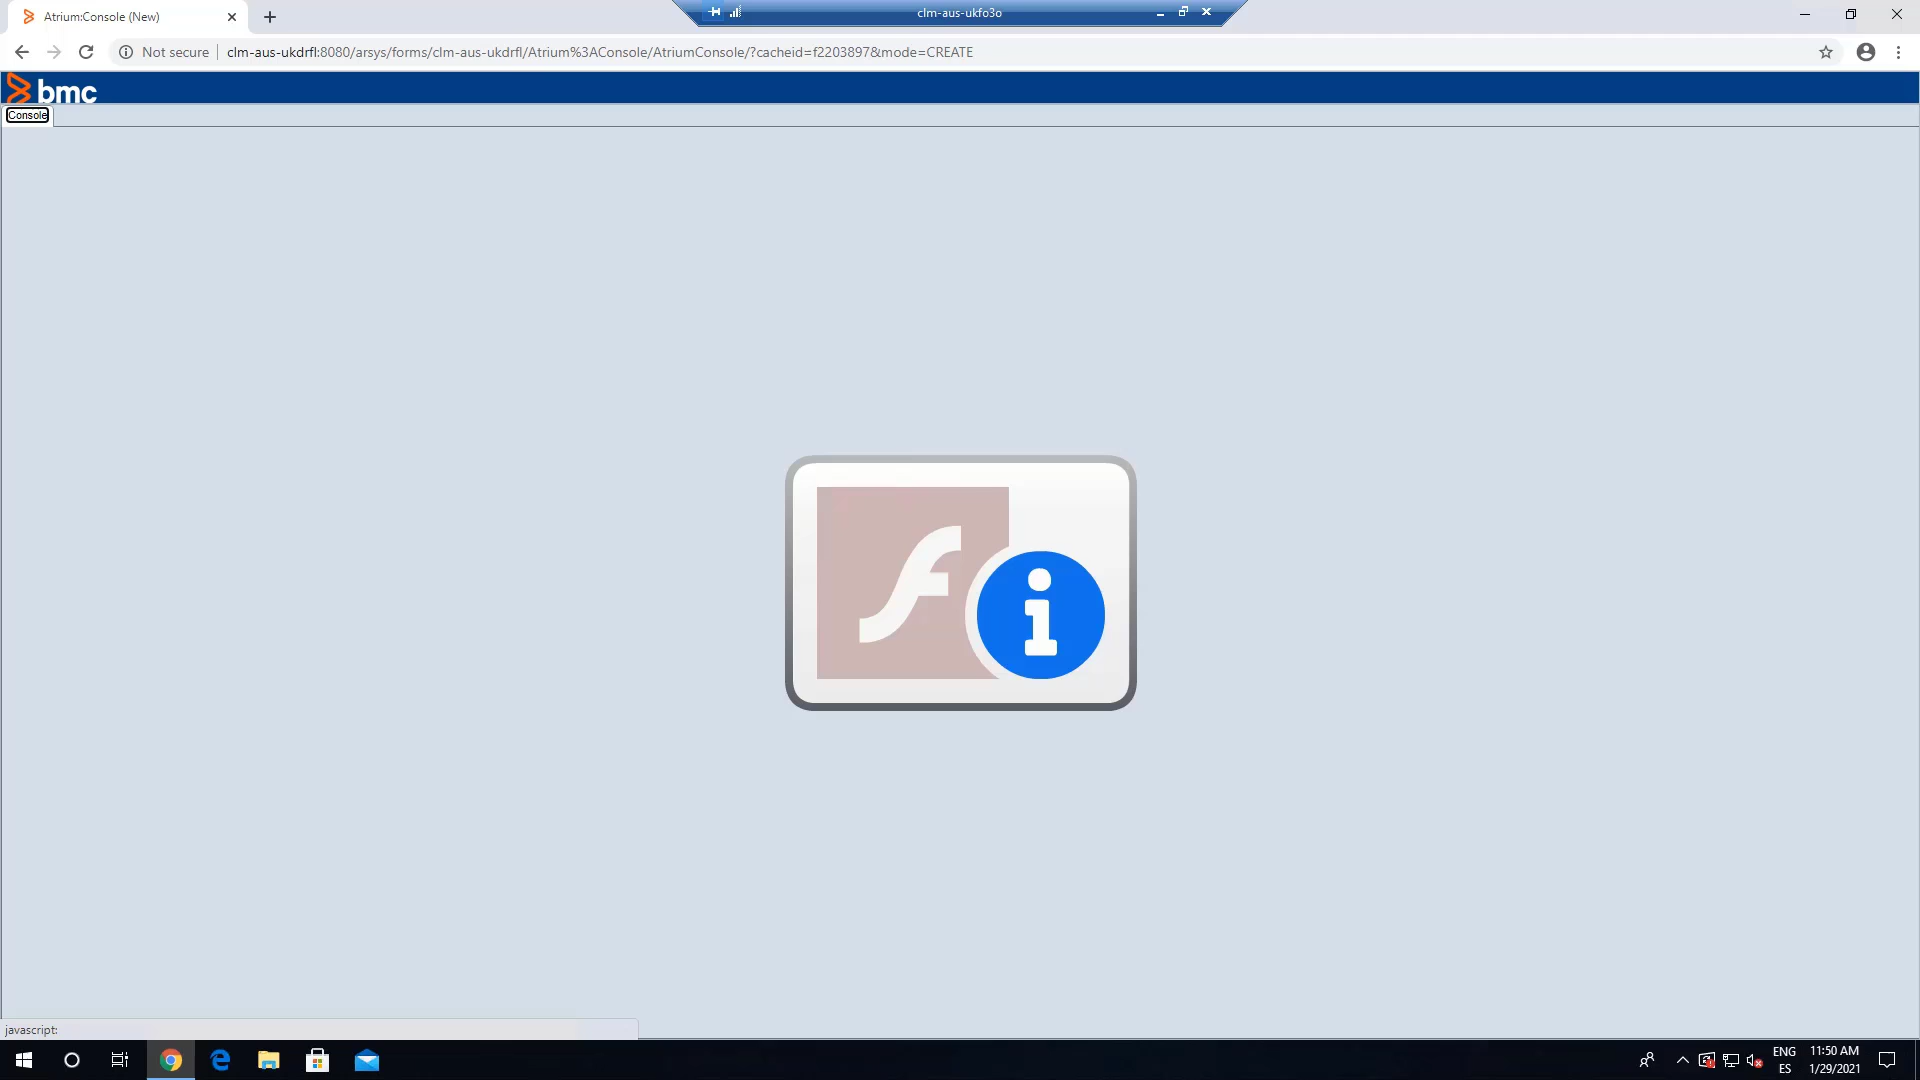 Atrium:Console (New)
clm-aus-ukfo3o
Not secure
clm-aus-ukdrfl:8080/arsys/forms/clm-aus-ukdrfl/Atrium%3AConsole/AtriumConsole/?cacheid=f2203897&mode=CREATE
bmc
Console
javascript:
ENG
ES
11:50 AM
1/29/2021